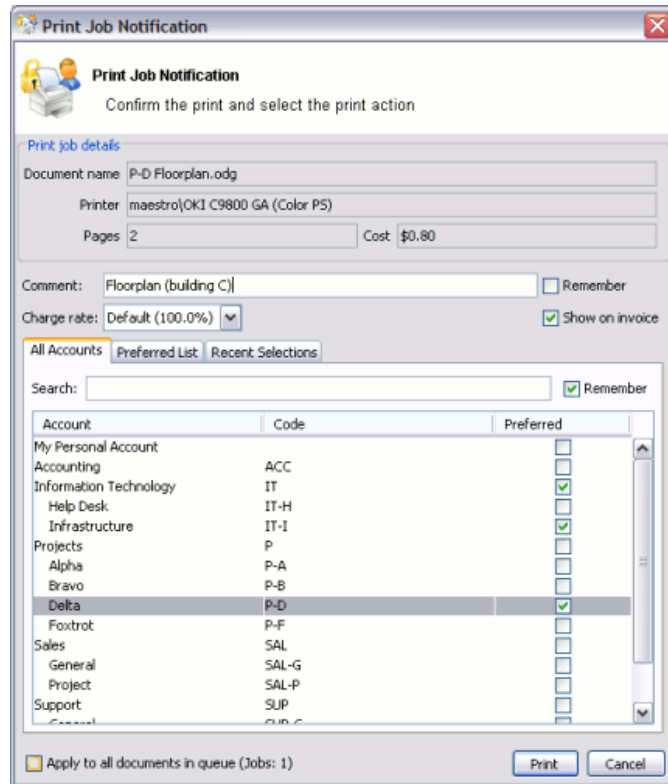 Print Job Notification
Print Job Notification
Confirm the print and select the print action
Print job details
Document name P-D Floorplan.odg
Printer maestro\OKI C9800 GA (Color PS)
Pages 2 Cost $0.80
Comment: Floorplan (building C) Remember
Charge rate: Default (100.0%) Show on invoice
All Accounts Preferred List Recent Selections
Search: Remember
Account Code Preferred
My Personal Account
Accounting ACC
Information Technology IT
Help Desk IT-H
Infrastructure IT-I
Projects P
Alpha P-A
Bravo P-B
Delta P-D
Foxtrot P-F
Sales SAL
General SAL-G
Project SAL-P
Support SUP
General SUP-G
Apply to all documents in queue (Jobs: 1) Print Cancel